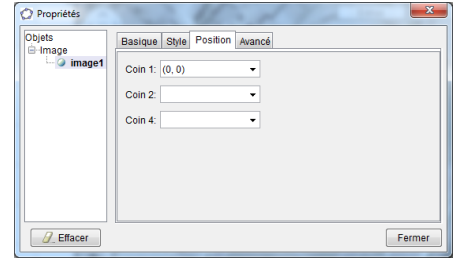 Propriétés
Objets
Image
image1
Basique Style Position Avancé
Coin 1: (0, 0)
Coin 2:
Coin 4:
Effacer
Fermer